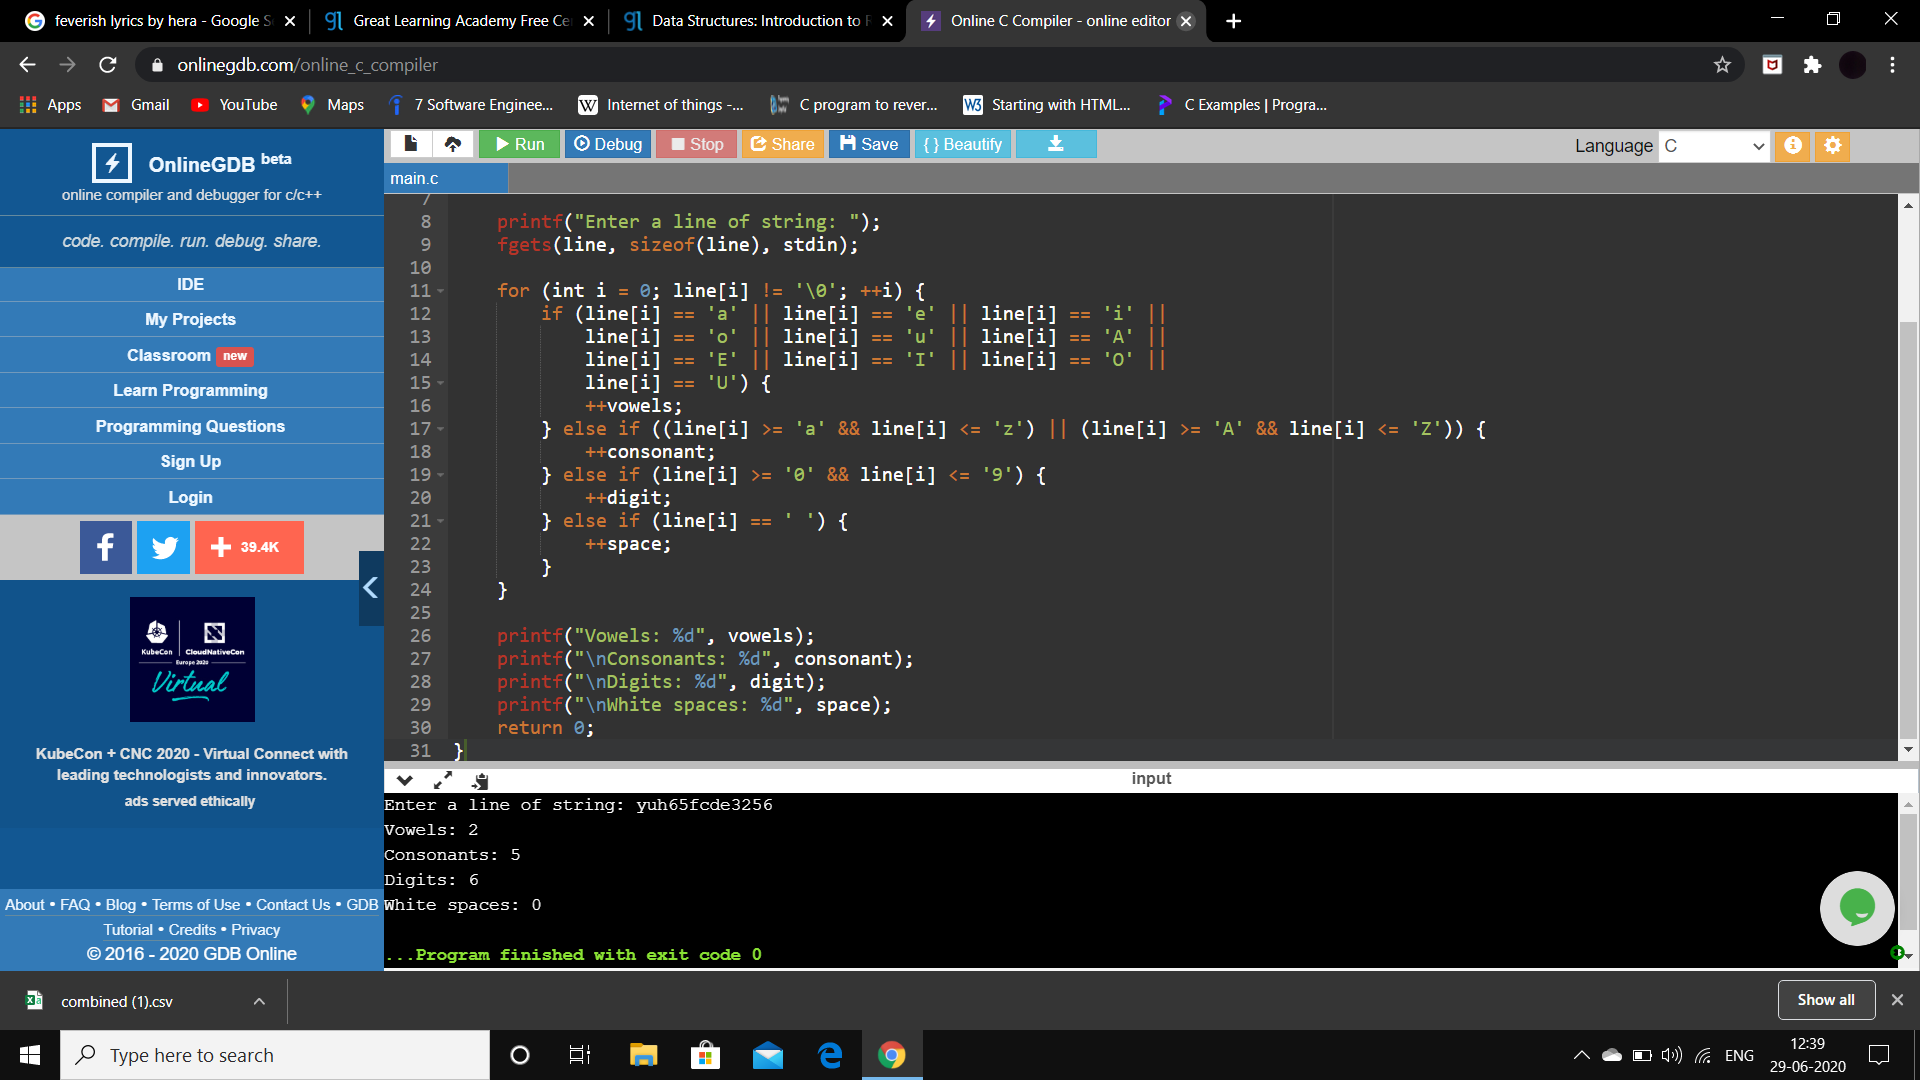 feverish lyrics by hera - Google S
Great Learning Academy Free Ce
Data Structures: Introduction to
Online C Compiler - online editor
onlinegdb.com/online_c_compiler
Apps Gmail YouTube Maps 7 Software Enginee... Internet of things -... C program to rever... Starting with HTML... C Examples | Progra...
OnlineGDB beta
online compiler and debugger for c/c++
code. compile. run. debug. share.
IDE
My Projects
Classroom new
Learn Programming
Programming Questions
Sign Up
Login
39.4K
KubeCon CloudNativeCon
Europe 2020
Virtual
KubeCon + CNC 2020 - Virtual Connect with
leading technologists and innovators.
ads served ethically
About • FAQ • Blog • Terms of Use • Contact Us • GDB
Tutorial • Credits • Privacy
© 2016 - 2020 GDB Online
Run Debug Stop Share Save { } Beautify
Language C
main.c
7
8 printf("Enter a line of string: ");
9 fgets(line, sizeof(line), stdin);
10
11 for (int i = 0; line[i] != '\0'; ++i) {
12 if (line[i] == 'a' || line[i] == 'e' || line[i] == 'i' ||
13 line[i] == 'o' || line[i] == 'u' || line[i] == 'A' ||
14 line[i] == 'E' || line[i] == 'I' || line[i] == 'O' ||
15 line[i] == 'U') {
16 ++vowels;
17 } else if ((line[i] >= 'a' && line[i] <= 'z') || (line[i] >= 'A' && line[i] <= 'Z')) {
18 ++consonant;
19 } else if (line[i] >= '0' && line[i] <= '9') {
20 ++digit;
21 } else if (line[i] == ' ') {
22 ++space;
23 }
24 }
25
26 printf("Vowels: %d", vowels);
27 printf("\nConsonants: %d", consonant);
28 printf("\nDigits: %d", digit);
29 printf("\nWhite spaces: %d", space);
30 return 0;
31 }
input
Enter a line of string: yuh65fcde3256
Vowels: 2
Consonants: 5
Digits: 6
White spaces: 0
...Program finished with exit code 0
combined (1).csv
Show all
Type here to search
ENG
12:39
29-06-2020